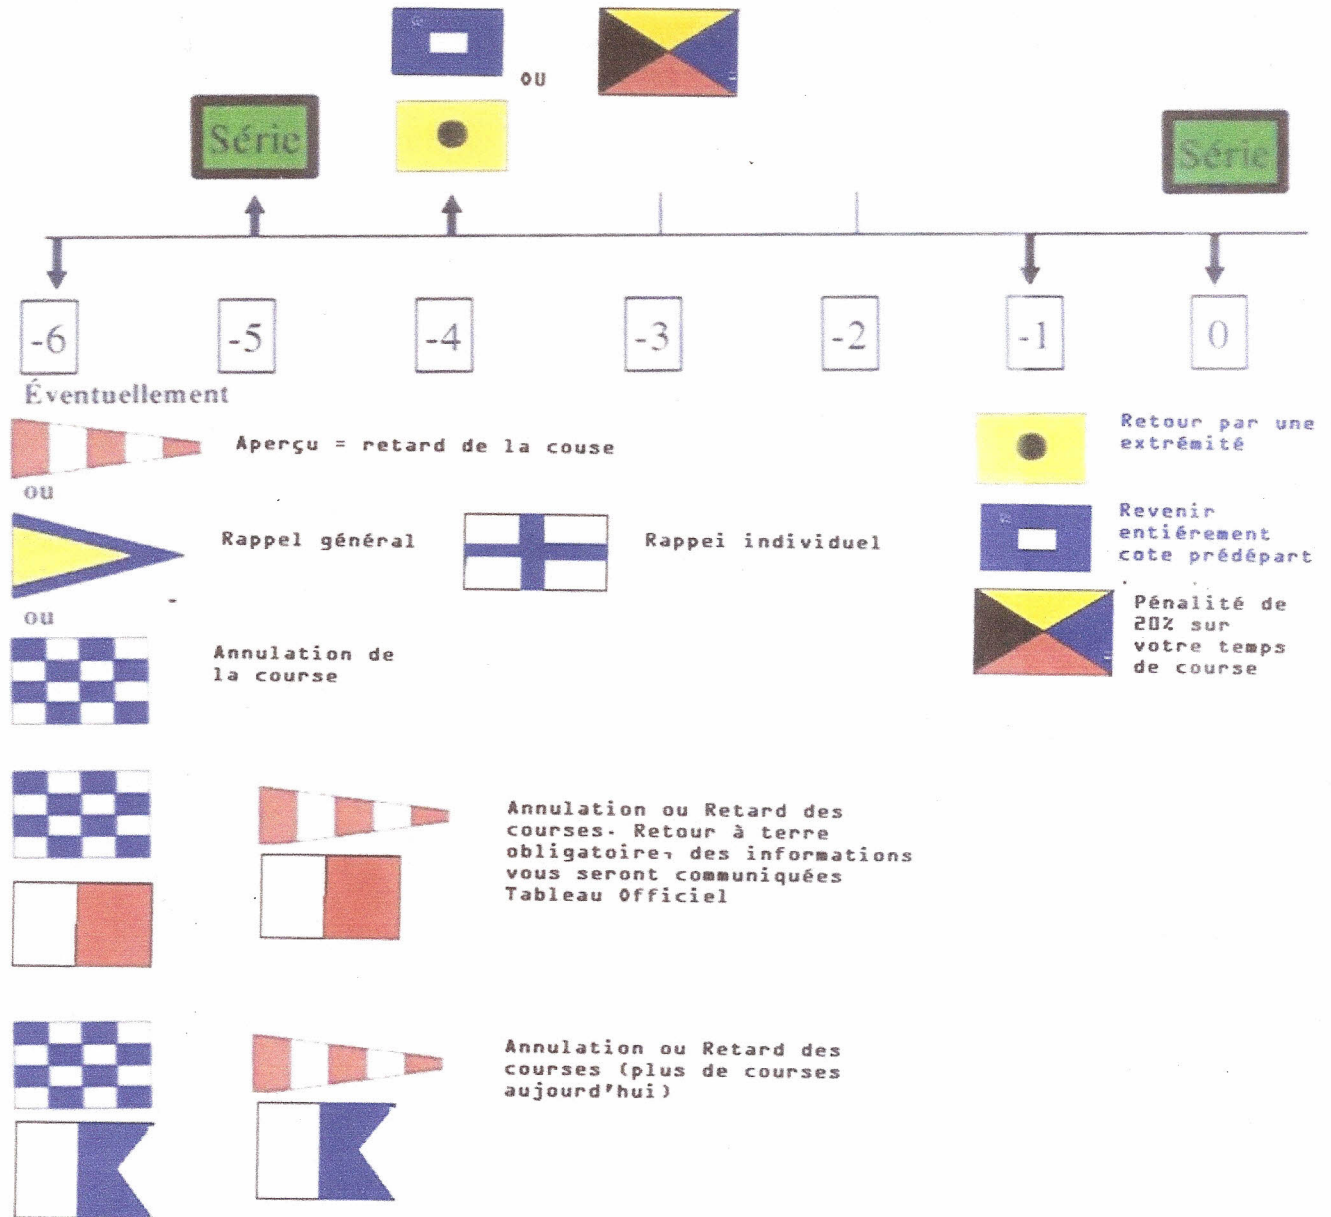 OU
Série
Série
-6
-5
-4
-3
-2
-1
0
Éventuellement
Aperçu = retard de la couse
ou
Rappel général
Rappei individuel
ou
Annulation de
la course
Retour par une
extrémité
Revenir
entiérement
cote prédépart
Pénalité de
20% sur
votre temps
de course
Annulation ou Retard des
courses. Retour à terre
obligatoire, des informations
vous seront communiquées
Tableau Officiel
Annulation ou Retard des
courses (plus de courses
aujourd'hui)